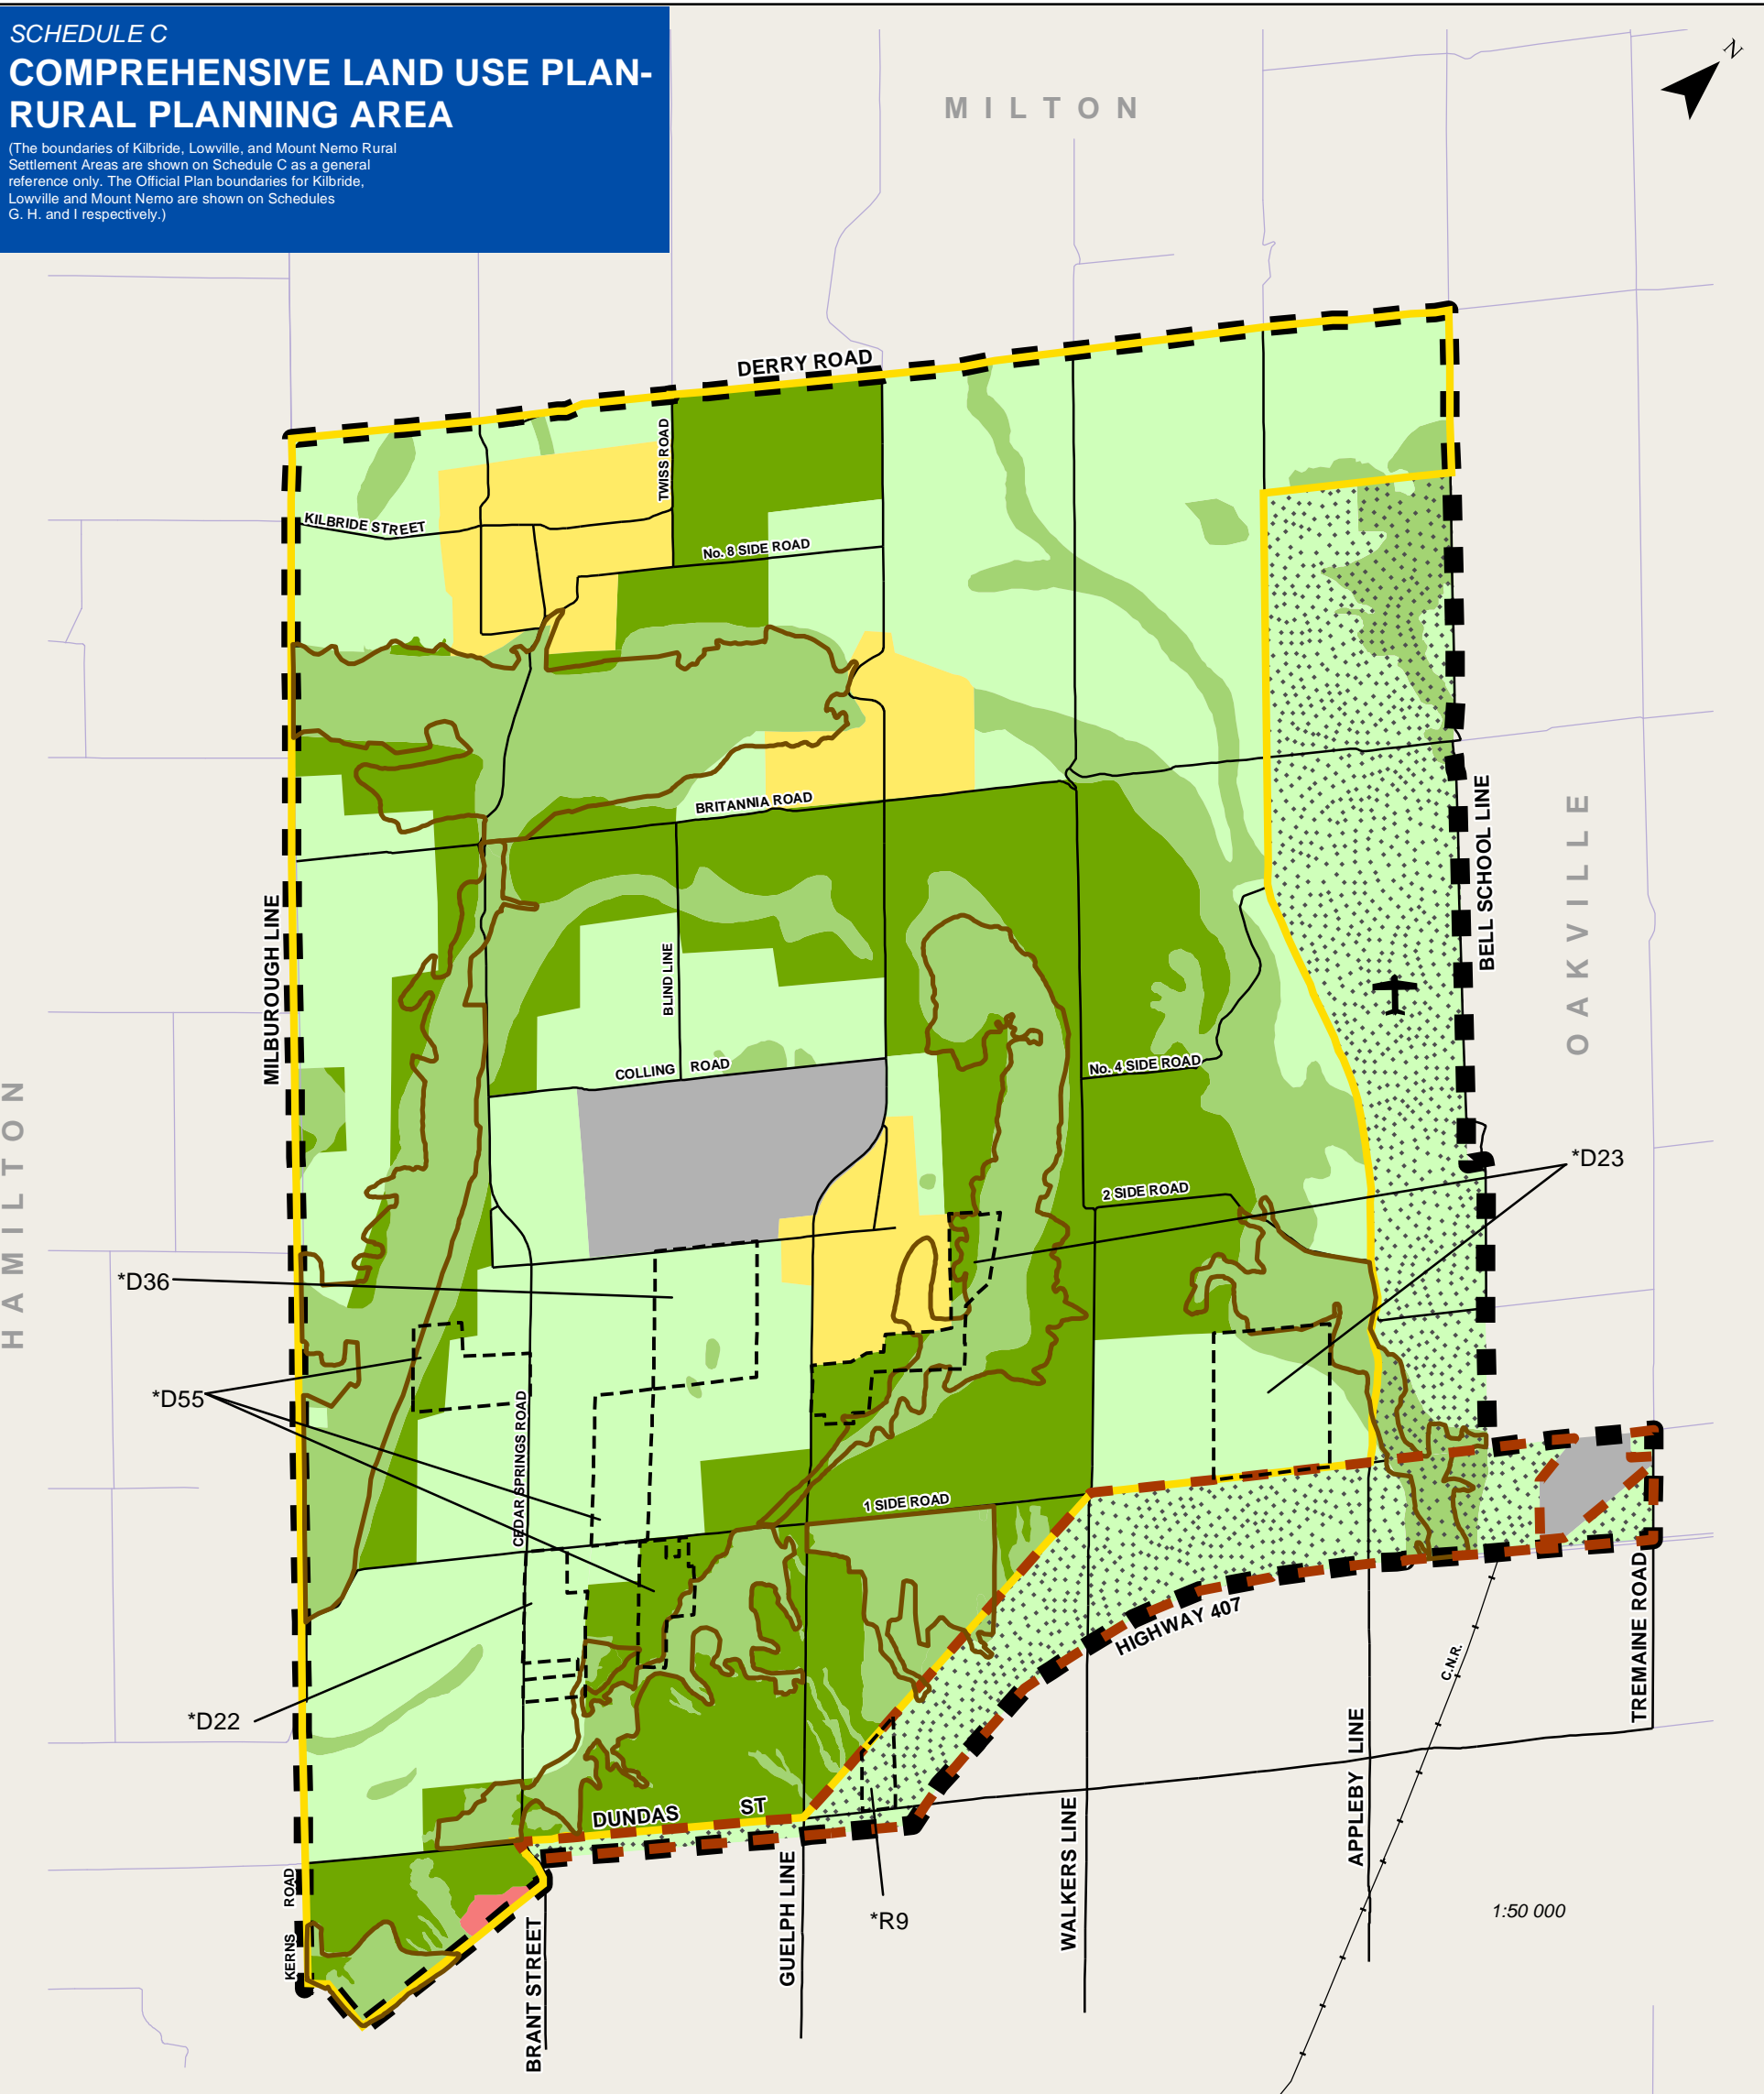 SCHEDULE C
COMPREHENSIVE LAND USE PLAN-
RURAL PLANNING AREA
(The boundaries of Kilbride, Lowville, and Mount Nemo Rural
Settlement Areas are shown on Schedule C as a general
reference only. The Official Plan boundaries for Kilbride,
Lowville and Mount Nemo are shown on Schedules
G. H. and I respectively.)
N
MILTON
DERRY ROAD
TWISS ROAD
KILBRIDE STREET
No. 8 SIDE ROAD
BRITANNIA ROAD
BELL SCHOOL LINE
OAKVILLE
MILBOROUGH LINE
BLIND LINE
COLLING ROAD
No. 4 SIDE ROAD
HAMILTON
*D23
2 SIDE ROAD
*D36
*D55
CEDAR SPRINGS ROAD
1 SIDE ROAD
HIGHWAY 407
TREMAINE ROAD
C.N.R.
*D22
DUNDAS ST
APPLEBY LINE
WALKERS LINE
GUELPH LINE
KERNS ROAD
*R9
1:50 000
BRANT STREET